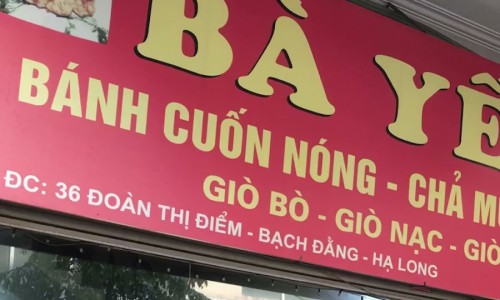 BÀ YẾ
BÁNH CUỐN NÓNG - CHẢ
GIÒ BÒ - GIÒ NẠC - GIÒ
ĐC: 36 ĐOÀN THỊ ĐIỂM - BẠCH ĐẰNG - HẠ LONG